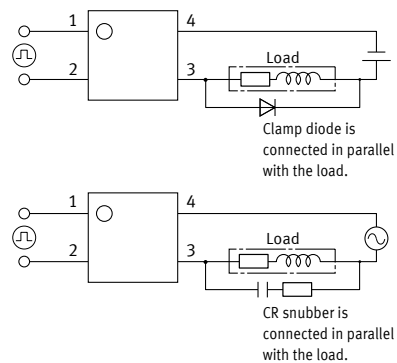 1
4
2
3
Load
Clamp diode is
connected in parallel
with the load.
1
4
2
3
Load
CR snubber is
connected in parallel
with the load.